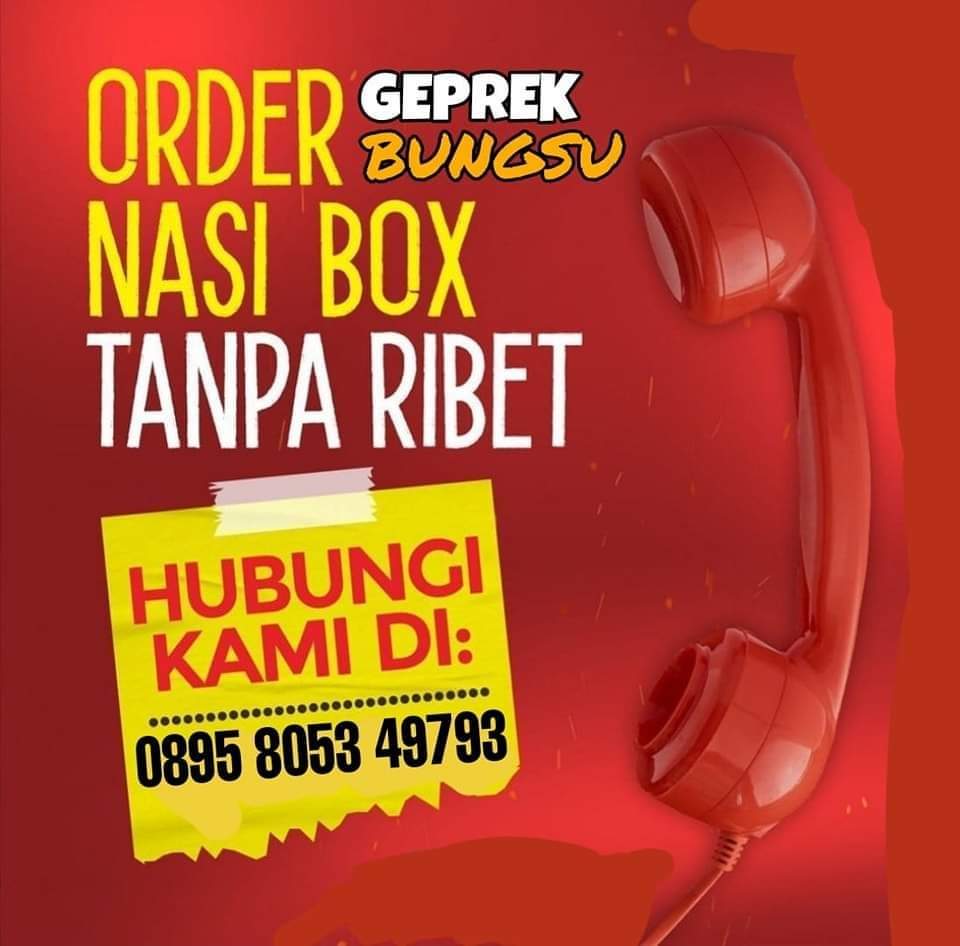 ORDER GEPREK BUNGSU
NASI BOX
TANPA RIBET
HUBUNGI
KAMI DI:
0895 8053 49793